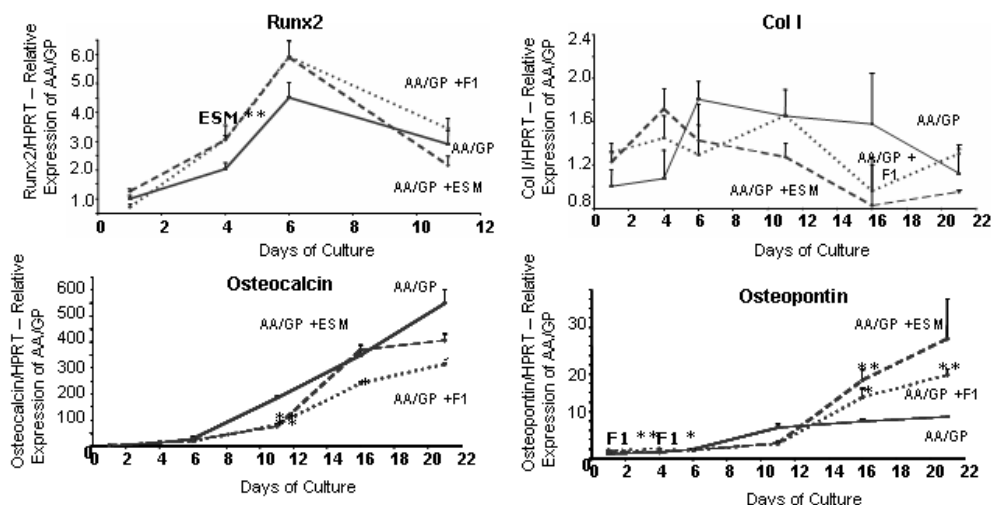 Runx2
Runx2/HPRT – Relative
Expression of AA/GP
6.0
5.0
4.0
3.0
2.0
1.0
AA/GP +F1
ESM **
AA/GP
AA/GP +ESM
0 2 4 6 8 10 12
Days of Culture
Col I
Col I/HPRT – Relative
Expression of AA/GP
2.4
2.0
1.6
1.2
0.8
AA/GP
AA/GP +
F1
AA/GP +ESM
0 2 4 6 8 10 12 14 16 18 20 22
Days of Culture
Osteocalcin
Osteocalcin/HPRT – Relative
Expression of AA/GP
600
500
400
300
200
100
0
AA/GP
AA/GP +ESM
*
**
*
AA/GP +F1
0 2 4 6 8 10 12 14 16 18 20 22
Days of Culture
Osteopontin
Osteopontin/HPRT – Relative
Expression of AA/GP
30
20
10
0
AA/GP +ESM
** **
*
AA/GP +F1
F1 ** F1 *
AA/GP
0 2 4 6 8 10 12 14 16 18 20 22
Days of Culture